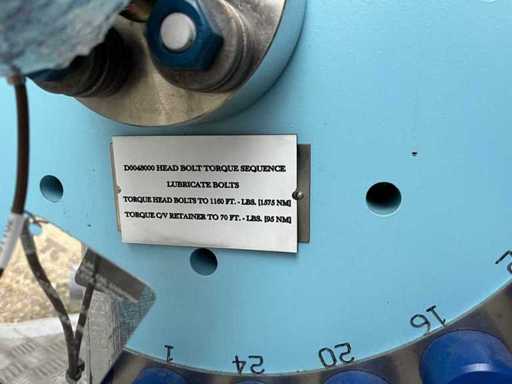 D0048000 HEAD BOLT TORQUE SEQUENCE
LUBRICATE BOLTS
TORQUE HEAD BOLTS TO 1160 FT. - LBS. [1575 NM]
TORQUE C/V RETAINER TO 70 FT. - LBS. [95 NM]
1
24
20
16